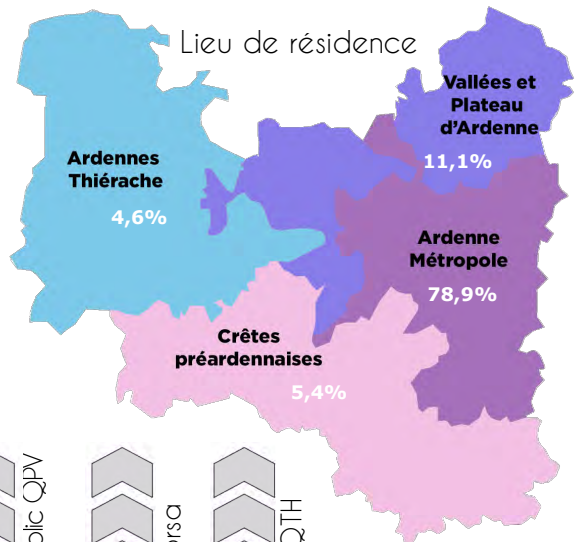 Lieu de résidence
Vallées et
Plateau
d'Ardenne
11,1%
Ardennes
Thiérache
4,6%
Ardenne
Métropole
78,9%
Crêtes
préardennaises
5,4%
QPV